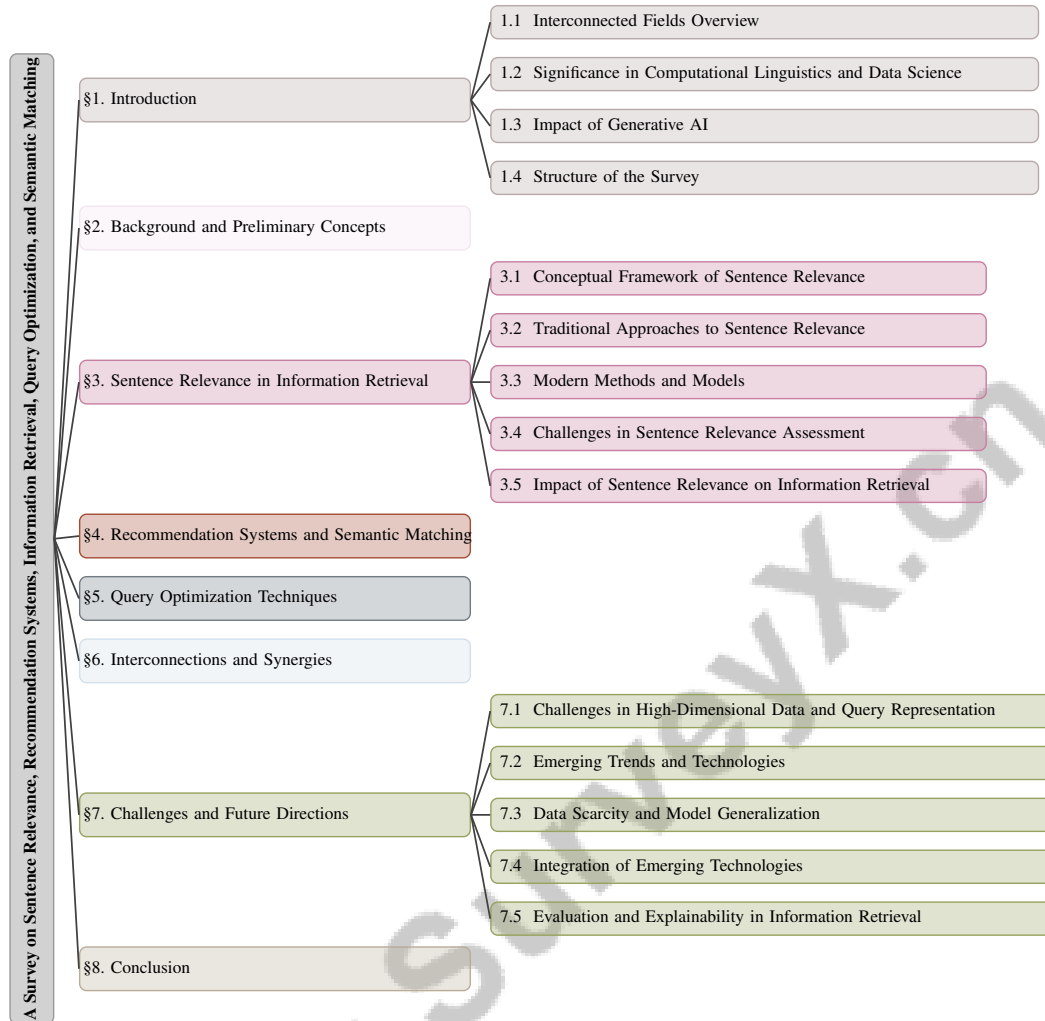 A Survey on Sentence Relevance, Recommendation Systems, Information Retrieval, Query Optimization, and Semantic Matching
§1. Introduction
1.1 Interconnected Fields Overview
1.2 Significance in Computational Linguistics and Data Science
1.3 Impact of Generative AI
1.4 Structure of the Survey
§2. Background and Preliminary Concepts
§3. Sentence Relevance in Information Retrieval
3.1 Conceptual Framework of Sentence Relevance
3.2 Traditional Approaches to Sentence Relevance
3.3 Modern Methods and Models
3.4 Challenges in Sentence Relevance Assessment
3.5 Impact of Sentence Relevance on Information Retrieval
§4. Recommendation Systems and Semantic Matching
§5. Query Optimization Techniques
§6. Interconnections and Synergies
§7. Challenges and Future Directions
7.1 Challenges in High-Dimensional Data and Query Representation
7.2 Emerging Trends and Technologies
7.3 Data Scarcity and Model Generalization
7.4 Integration of Emerging Technologies
7.5 Evaluation and Explainability in Information Retrieval
§8. Conclusion
SurveyX.cn